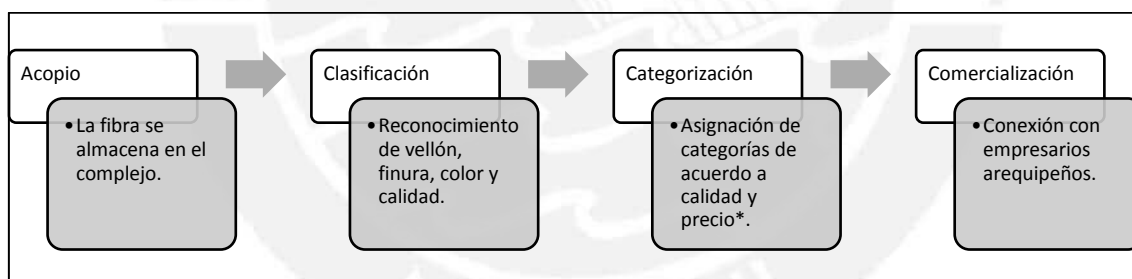 Acopio
• La fibra se
almacena en el
complejo.
Clasificación
• Reconocimiento
de vellón,
finura, color y
calidad.
Categorización
• Asignación de
categorías de
acuerdo a
calidad y
precio*.
Comercialización
• Conexión con
empresarios
arequipeños.